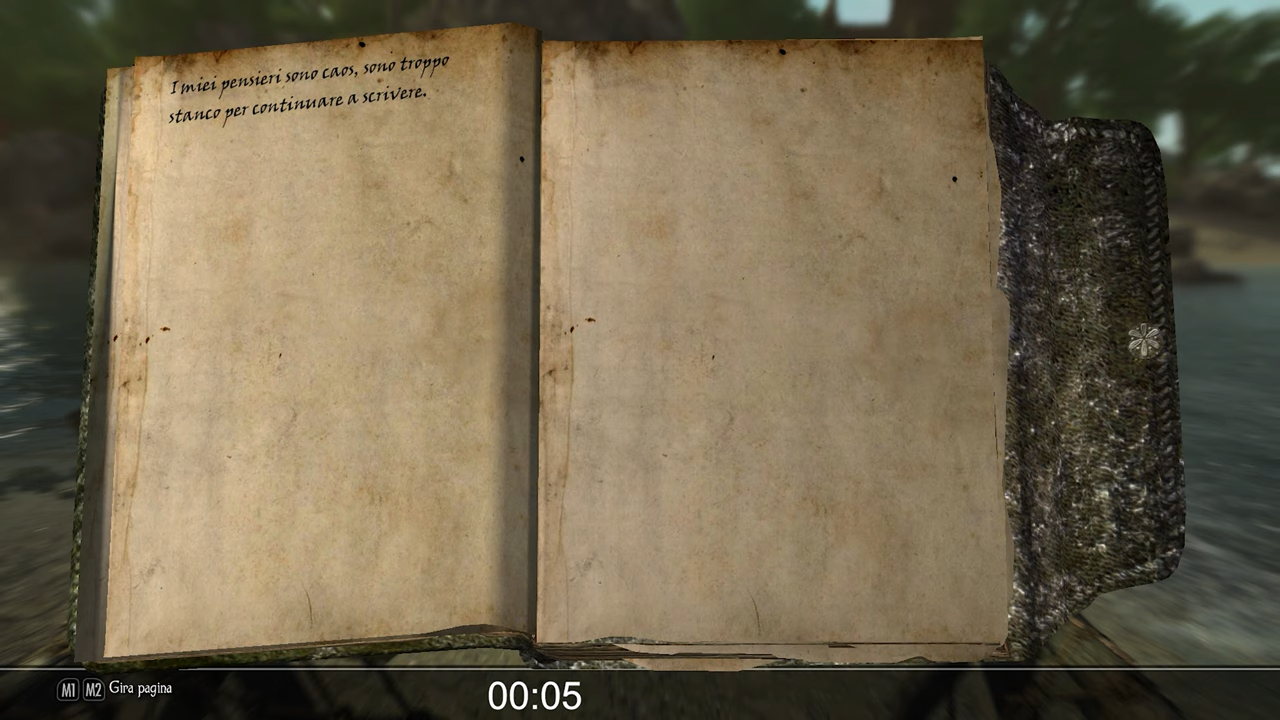 I miei pensieri sono caos, sono troppo
stanco per continuare a scrivere.
M1 M2 Gira pagina
00:05